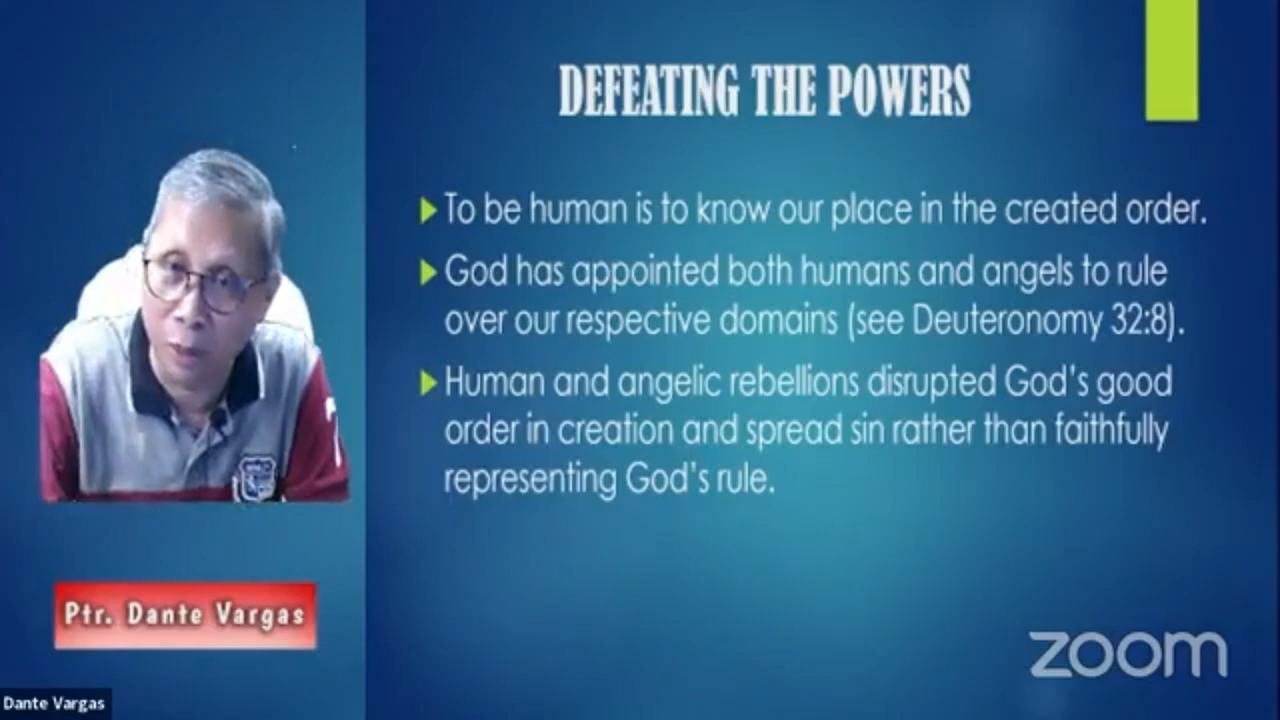 DEFEATING THE POWERS
To be human is to know our place in the created order.
God has appointed both humans and angels to rule
over our respective domains (see Deuteronomy 32:8).
Human and angelic rebellions disrupted God's good
order in creation and spread sin rather than faithfully
representing God's rule.
Ptr. Dante Vargas
zoom
Dante Vargas